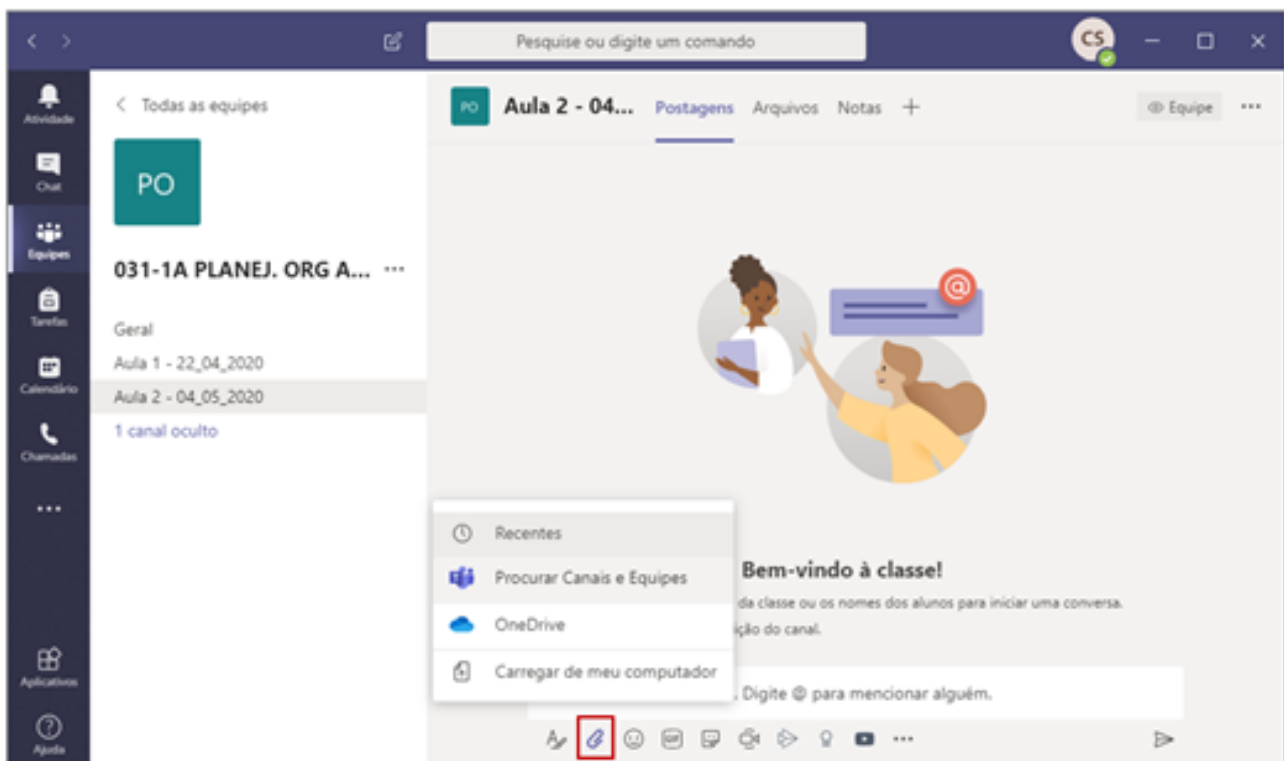 Pesquise ou digite um comando
CS
Atividade
Chat
Equipes
Tarefas
Calendário
Chamadas
Aplicativos
Ajuda
Todas as equipes
PO
031-1A PLANEJ. ORG A... ...
Geral
Aula 1 - 22_04_2020
Aula 2 - 04_05_2020
1 canal oculto
PO Aula 2 - 04... Postagens Arquivos Notas + Equipe ...
@
Bem-vindo à classe!
da classe ou os nomes dos alunos para iniciar uma conversa.
ição do canal.
Recentes
Procurar Canais e Equipes
OneDrive
Carregar de meu computador
. Digite @ para mencionar alguém.
GIF